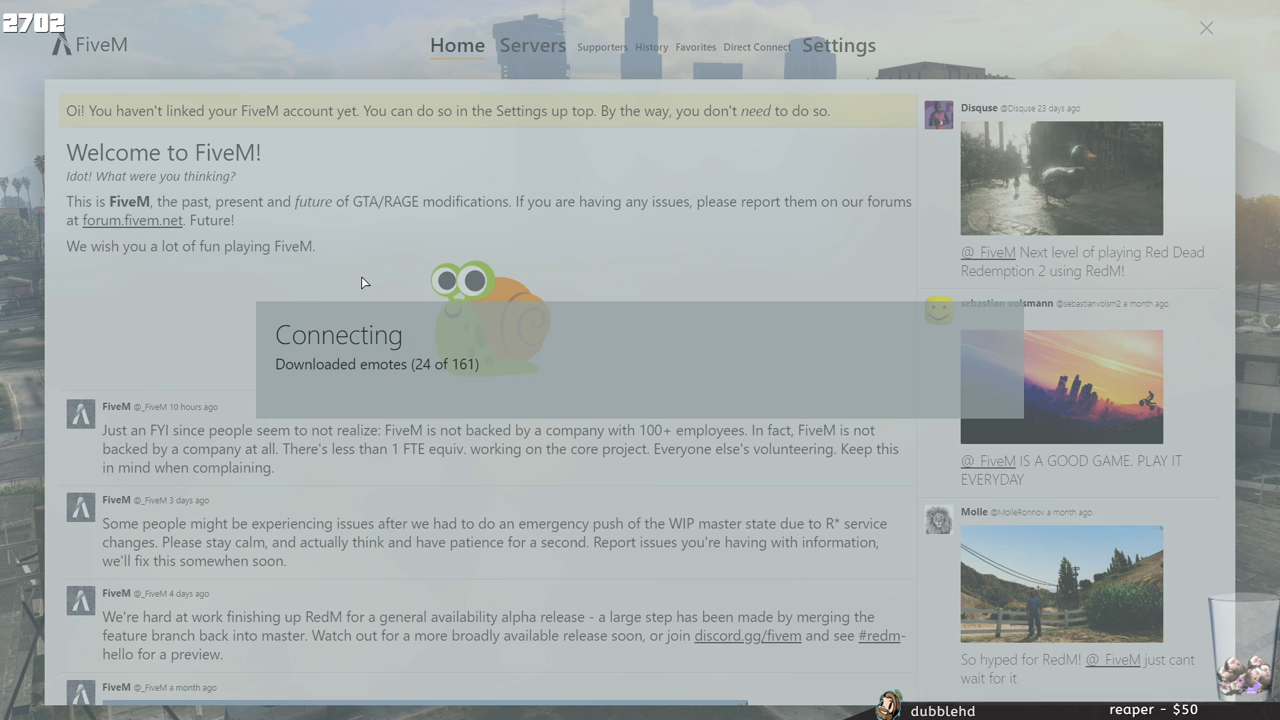 2702
FiveM
Home Servers Supporters History Favorites Direct Connect Settings
Oi! You haven't linked your FiveM account yet. You can do so in the Settings up top. By the way, you don't need to do so.
Welcome to FiveM!
Idot! What were you thinking?
This is FiveM, the past, present and future of GTA/RAGE modifications. If you are having any issues, please report them on our forums
at forum.fivem.net. Future!
We wish you a lot of fun playing FiveM.
Connecting
Downloaded emotes (24 of 161)
FiveM @_FiveM 10 hours ago
Just an FYI since people seem to not realize: FiveM is not backed by a company with 100+ employees. In fact, FiveM is not
backed by a company at all. There's less than 1 FTE equiv. working on the core project. Everyone else's volunteering. Keep this
in mind when complaining.
FiveM @_FiveM 3 days ago
Some people might be experiencing issues after we had to do an emergency push of the WIP master state due to R* service
changes. Please stay calm, and actually think and have patience for a second. Report issues you're having with information,
we'll fix this somewhen soon.
FiveM @_FiveM 4 days ago
We're hard at work finishing up RedM for a general availability alpha release - a large step has been made by merging the
feature branch back into master. Watch out for a more broadly available release soon, or join discord.gg/fivem and see #redm-
hello for a preview.
FiveM @_FiveM a month ago
Disquse @Disquse 23 days ago
@_FiveM Next level of playing Red Dead
Redemption 2 using RedM!
sebastian volsmann @sebastianvolsm2 a month ago
@_FiveM IS A GOOD GAME. PLAY IT
EVERYDAY
Molle @MolleRonnov a month ago
So hyped for RedM! @_FiveM just cant
wait for it
dubblehd
reaper - $50